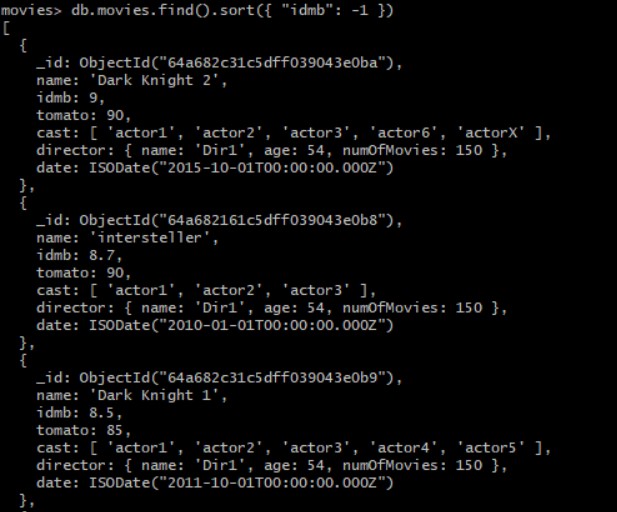 movies> db.movies.find().sort({ "idmb": -1 })
[
  {
    _id: ObjectId("64a682c31c5dff039043e0ba"),
    name: 'Dark Knight 2',
    idmb: 9,
    tomato: 90,
    cast: [ 'actor1', 'actor2', 'actor3', 'actor6', 'actorX' ],
    director: { name: 'Dir1', age: 54, numOfMovies: 150 },
    date: ISODate("2015-10-01T00:00:00.000Z")
  },
  {
    _id: ObjectId("64a682161c5dff039043e0b8"),
    name: 'intersteller',
    idmb: 8.7,
    tomato: 90,
    cast: [ 'actor1', 'actor2', 'actor3' ],
    director: { name: 'Dir1', age: 54, numOfMovies: 150 },
    date: ISODate("2010-01-01T00:00:00.000Z")
  },
  {
    _id: ObjectId("64a682c31c5dff039043e0b9"),
    name: 'Dark Knight 1',
    idmb: 8.5,
    tomato: 85,
    cast: [ 'actor1', 'actor2', 'actor3', 'actor4', 'actor5' ],
    director: { name: 'Dir1', age: 54, numOfMovies: 150 },
    date: ISODate("2011-10-01T00:00:00.000Z")
  },
  {